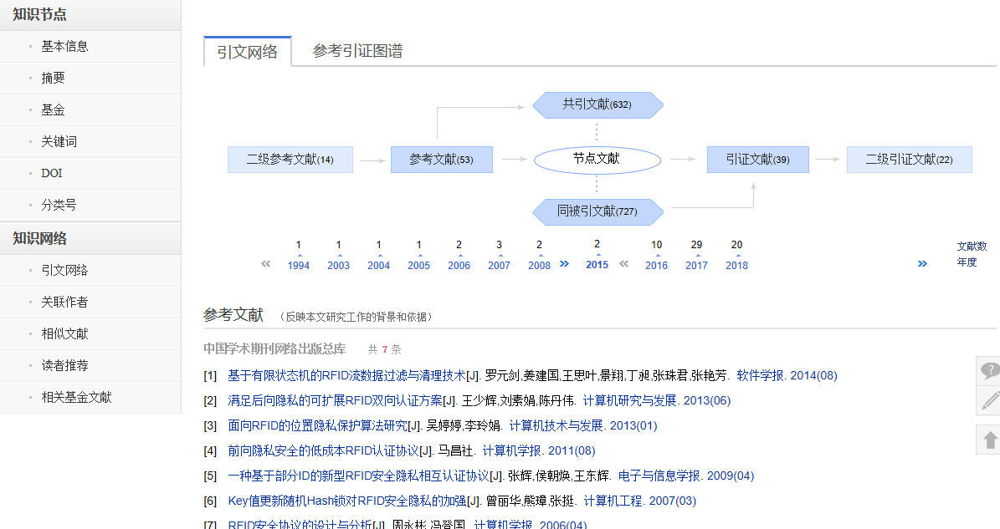 知识节点
基本信息
摘要
基金
关键词
DOI
分类号
知识网络
引文网络
关联作者
相似文献
读者推荐
相关基金文献
引文网络 参考引证图谱
共引文献(632)
二级参考文献(14) 参考文献(53) 节点文献 引证文献(39) 二级引证文献(22)
同被引文献(727)
1 1 1 1 2 3 2 2 10 29 20 文献数
« 1994 2003 2004 2005 2006 2007 2008 » 2015 « 2016 2017 2018 » 年度
参考文献 （反映本文研究工作的背景和依据）
中国学术期刊网络出版总库 共 7 条
[1] 基于有限状态机的RFID流数据过滤与清理技术[J]. 罗元剑,姜建国,王思叶,景翔,丁昶,张珠君,张艳芳. 软件学报. 2014(08)
[2] 满足后向隐私的可扩展RFID双向认证方案[J]. 王少辉,刘素娟,陈丹伟. 计算机研究与发展. 2013(06)
[3] 面向RFID的位置隐私保护算法研究[J]. 吴婷婷,李玲娟. 计算机技术与发展. 2013(01)
[4] 前向隐私安全的低成本RFID认证协议[J]. 马昌社. 计算机学报. 2011(08)
[5] 一种基于部分ID的新型RFID安全隐私相互认证协议[J]. 张辉,侯朝焕,王东辉. 电子与信息学报. 2009(04)
[6] Key值更新随机Hash锁对RFID安全隐私的加强[J]. 曾丽华,熊璋,张挺. 计算机工程. 2007(03)
[7] RFID安全协议的设计与分析[J]. 周永彬,冯登国. 计算机学报. 2006(04)